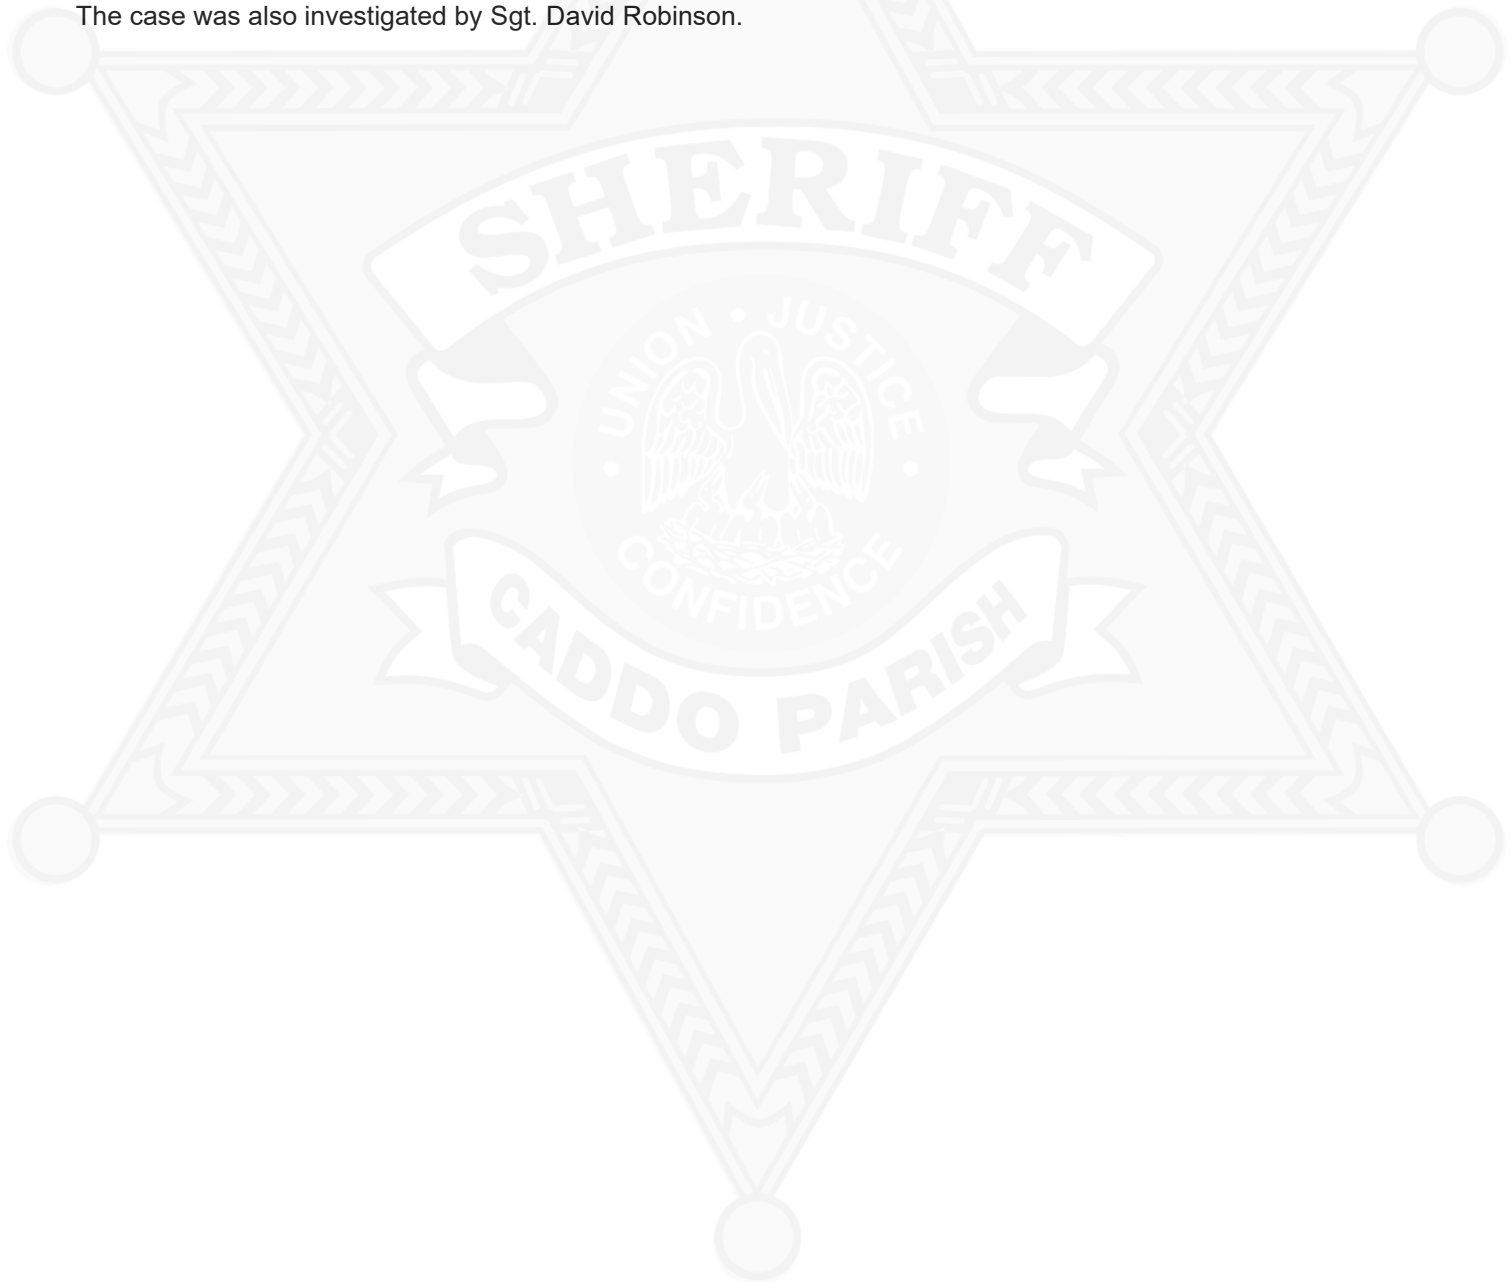 The case was also investigated by Sgt. David Robinson.
SHERIFF
UNION • JUSTICE
• CONFIDENCE •
CADDO PARISH